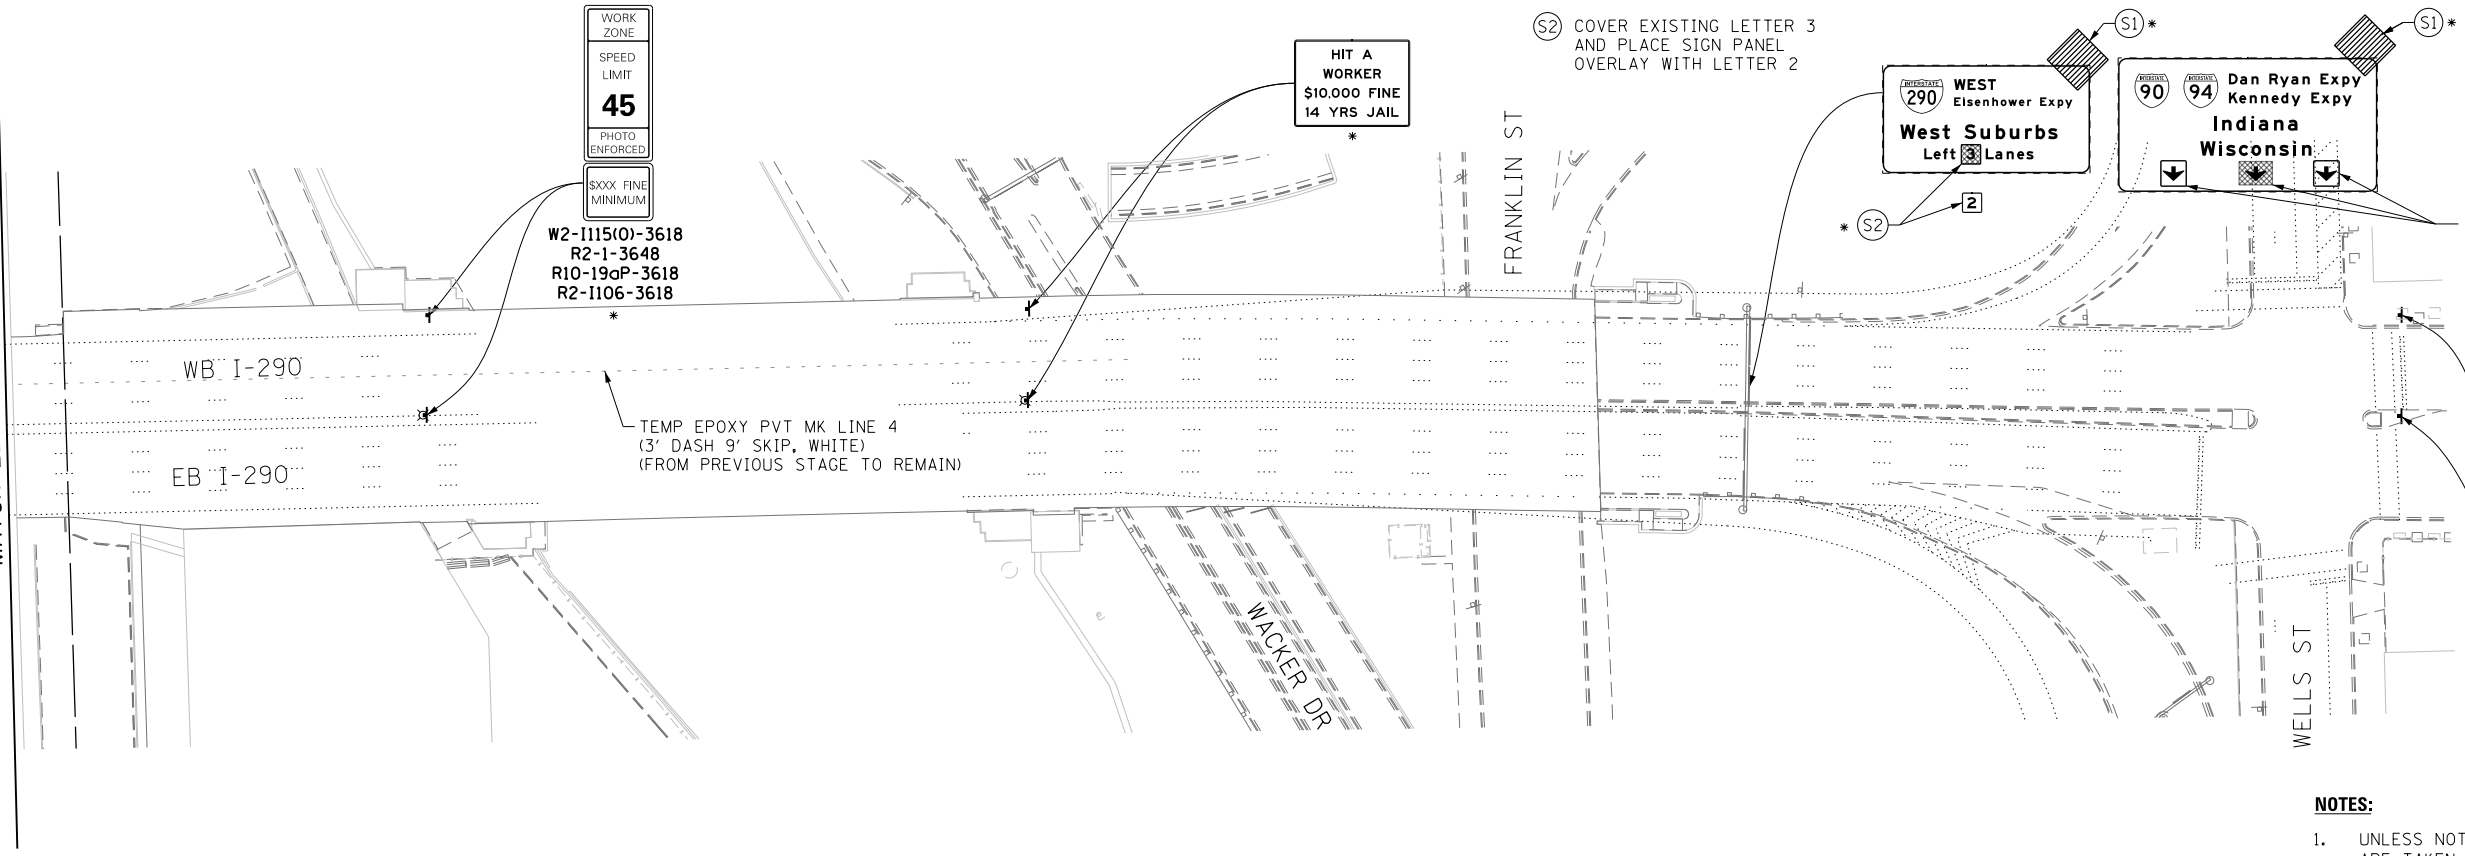 WORK
ZONE
SPEED
LIMIT
45
PHOTO
ENFORCED
$XXX FINE
MINIMUM
W2-I115(O)-3618
R2-1-3648
R10-19aP-3618
R2-I106-3618
*
HIT A
WORKER
$10,000 FINE
14 YRS JAIL
*
S2 COVER EXISTING LETTER 3
AND PLACE SIGN PANEL
OVERLAY WITH LETTER 2
S1 *
INTERSTATE
290
WEST
Eisenhower Expy
West Suburbs
Left 3 Lanes
2
* S2
S1 *
INTERSTATE
90
INTERSTATE
94
Dan Ryan Expy
Kennedy Expy
Indiana
Wisconsin
FRANKLIN ST
WB I-290
EB I-290
TEMP EPOXY PVT MK LINE 4
(3' DASH 9' SKIP, WHITE)
(FROM PREVIOUS STAGE TO REMAIN)
WACKER DR
WELLS ST
NOTES:
1. UNLESS NOT